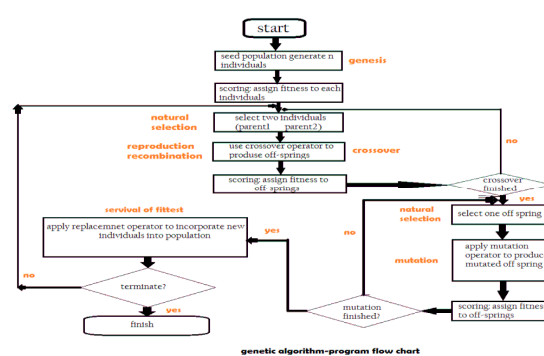 start
seed population generate n
individuals
genesis
scoring: assign fitness to each
individuals
natural
selection
select two individuals
(parent1 parent2)
no
reproduction
recombination
use crossover operator to
produse off-springs
crossover
scoring: assign fitness to
off-springs
crossover
finished
yes
natural
selection
select one off spring
servival of fittest
apply replacemnet operator to incorporate new
individuals into population
yes
no
mutation
apply mutation
operator to produc
mutated off spring
no
terminate?
yes
finish
mutation
finished?
scoring: assign fitness
to off-springs
genetic algorithm-program flow chart